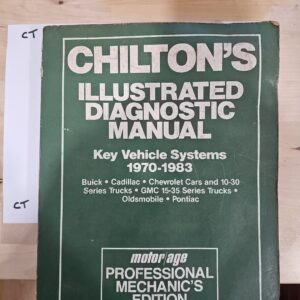 CT
CHILTON'S
ILLUSTRATED
DIAGNOSTIC
MANUAL
Key Vehicle Systems
1970-1983
Buick • Cadillac • Chevrolet Cars and 10-30
Series Trucks • GMC 15-35 Series Trucks •
Oldsmobile • Pontiac
CT
motor/age
PROFESSIONAL
MECHANIC'S
EDITION